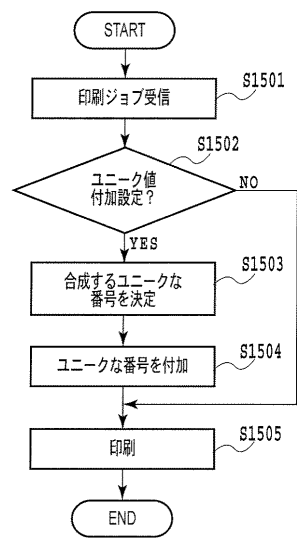 START
印刷ジョブ受信
S1501
S1502
ユニーク値
付加設定?
NO
YES
合成するユニークな
番号を決定
S1503
ユニークな番号を付加
S1504
印刷
S1505
END